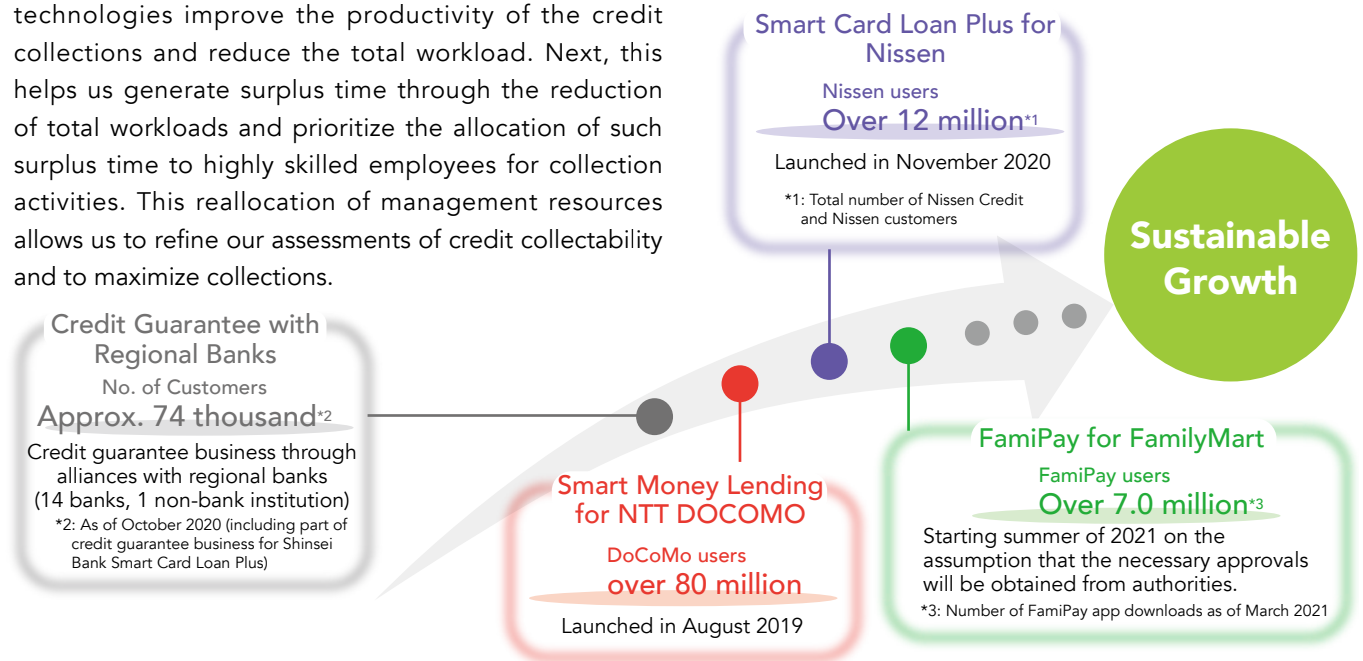 technologies improve the productivity of the credit
collections and reduce the total workload. Next, this
helps us generate surplus time through the reduction
of total workloads and prioritize the allocation of such
surplus time to highly skilled employees for collection
activities. This reallocation of management resources
allows us to refine our assessments of credit collectability
and to maximize collections.
Credit Guarantee with
Regional Banks
No. of Customers
Approx. 74 thousand*2
Credit guarantee business through
alliances with regional banks
(14 banks, 1 non-bank institution)
*2: As of October 2020 (including part of
credit guarantee business for Shinsei
Bank Smart Card Loan Plus)
Smart Money Lending
for NTT DOCOMO
DoCoMo users
over 80 million
Launched in August 2019
Smart Card Loan Plus for
Nissen
Nissen users
Over 12 million*1
Launched in November 2020
*1: Total number of Nissen Credit
and Nissen customers
FamiPay for FamilyMart
FamiPay users
Over 7.0 million*3
Starting summer of 2021 on the
assumption that the necessary approvals
will be obtained from authorities.
*3: Number of FamiPay app downloads as of March 2021
Sustainable
Growth